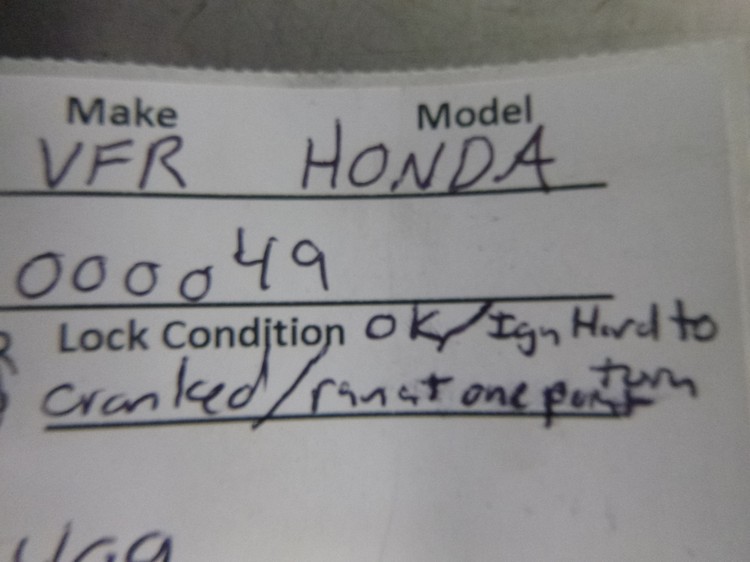 Make Model
VFR HONDA
000049
Lock Condition OK/Ign Hard to
turn
cranked/ran at one point